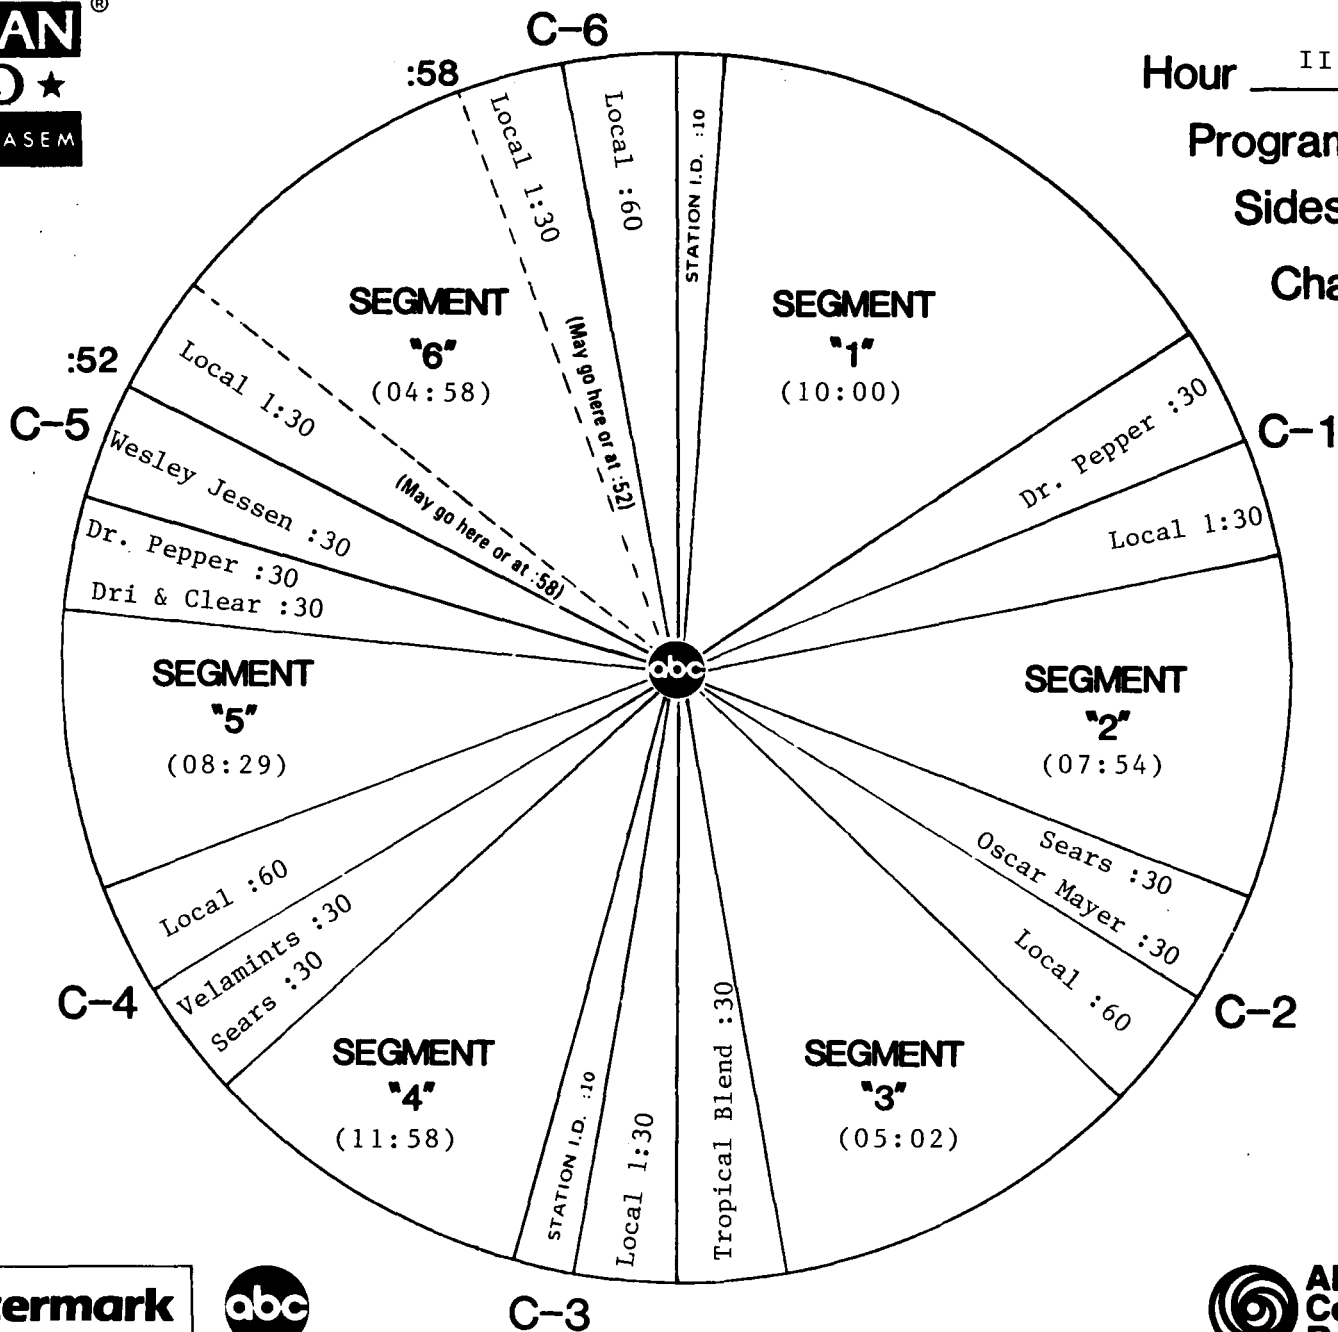 AN
®
ASEM
C-6
:58
Hour II
Program
Sides
Cha
Local 1:30
Local :60
STATION I.D. :10
SEGMENT
"1"
(10:00)
Dr. Pepper :30
C-1
Local 1:30
SEGMENT
"2"
(07:54)
Sears :30
Oscar Mayer :30
C-2
Local :60
SEGMENT
"3"
(05:02)
Tropical Blend :30
C-3
Local 1:30
STATION I.D. :10
SEGMENT
"4"
(11:58)
Sears :30
Velamints :30
C-4
Local :60
SEGMENT
"5"
(08:29)
Dri & Clear :30
Dr. Pepper :30
Wesley Jessen :30
C-5
:52
Local 1:30
(May go here or at :58)
SEGMENT
"6"
(04:58)
(May go here or at :52)
abc
termark
abc